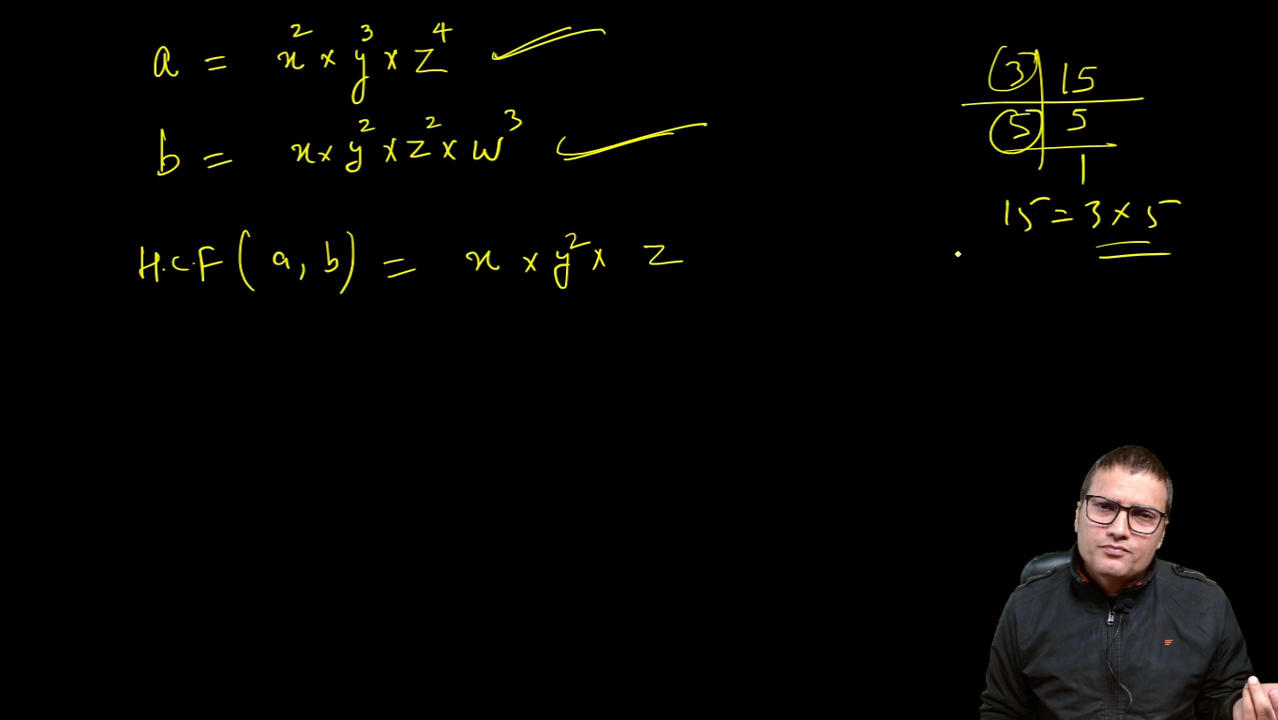 a = x² × y³ × z⁴
b = x × y² × z² × w³
H.C.F ( a, b ) = x × y² × z
3 | 15
5 | 5
1
15 = 3 × 5